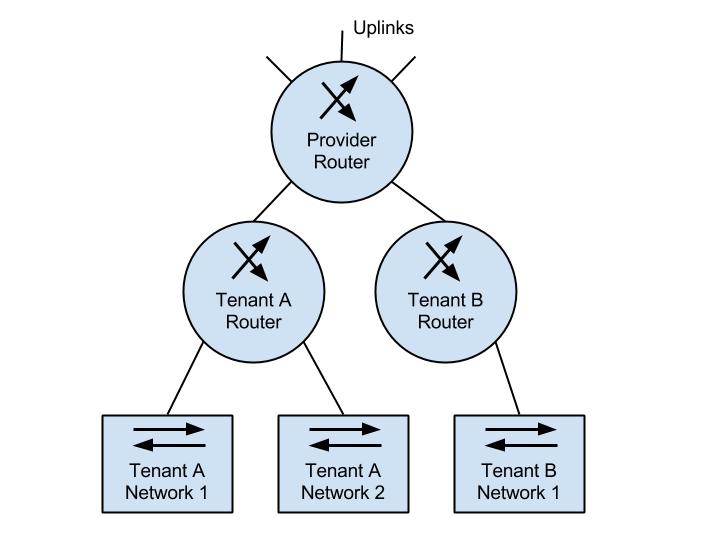 Uplinks
Provider
Router
Tenant A
Router
Tenant B
Router
Tenant A
Network 1
Tenant A
Network 2
Tenant B
Network 1